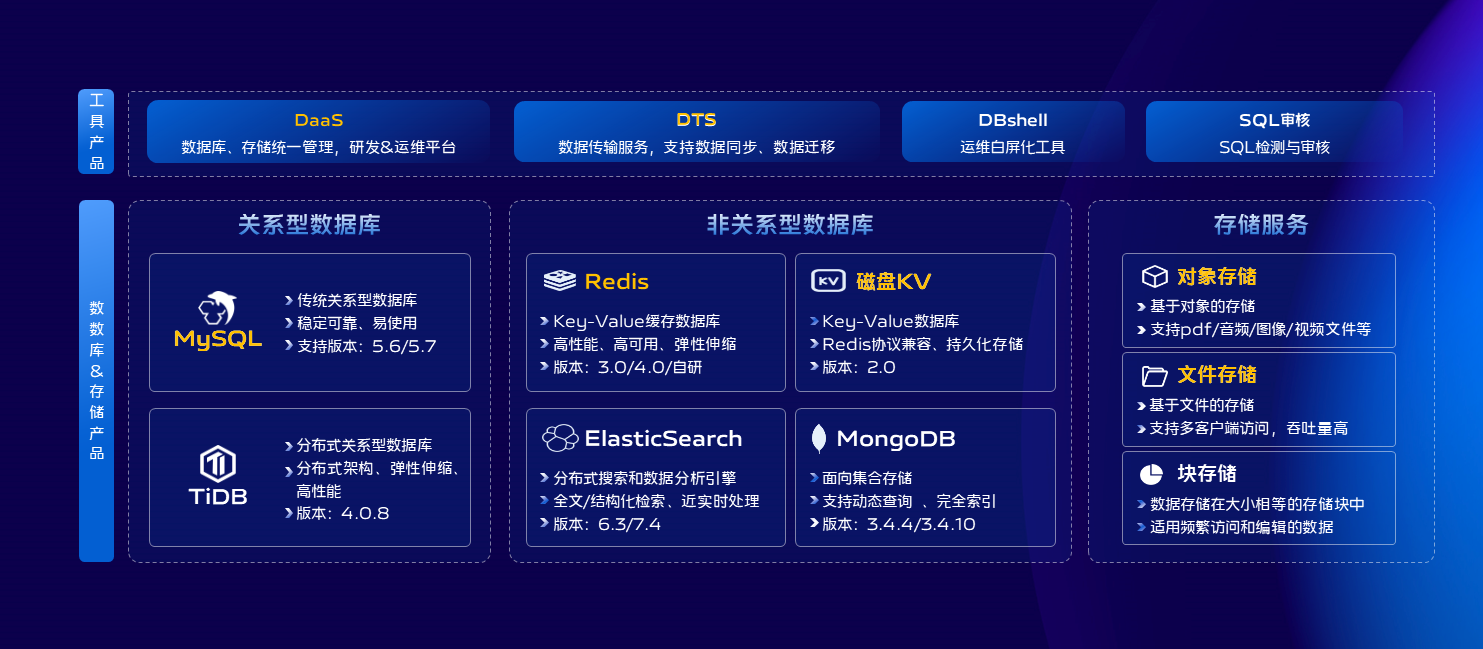 工具产品
DaaS
数据库、存储统一管理，研发&运维平台
DTS
数据传输服务，支持数据同步、数据迁移
DBshell
运维白屏化工具
SQL审核
SQL检测与审核
数数库&存储产品
关系型数据库
MySQL
传统关系型数据库
稳定可靠、易使用
支持版本：5.6/5.7
TiDB
分布式关系型数据库
分布式架构、弹性伸缩、
高性能
版本：4.0.8
非关系型数据库
Redis
Key-Value缓存数据库
高性能、高可用、弹性伸缩
版本：3.0/4.0/自研
KV
磁盘KV
Key-Value数据库
Redis协议兼容、持久化存储
版本：2.0
ElasticSearch
分布式搜索和数据分析引擎
全文/结构化检索、近实时处理
版本：6.3/7.4
MongoDB
面向集合存储
支持动态查询 、完全索引
版本：3.4.4/3.4.10
存储服务
对象存储
基于对象的存储
支持pdf/音频/图像/视频文件等
文件存储
基于文件的存储
支持多客户端访问，吞吐量高
块存储
数据存储在大小相等的存储块中
适用频繁访问和编辑的数据